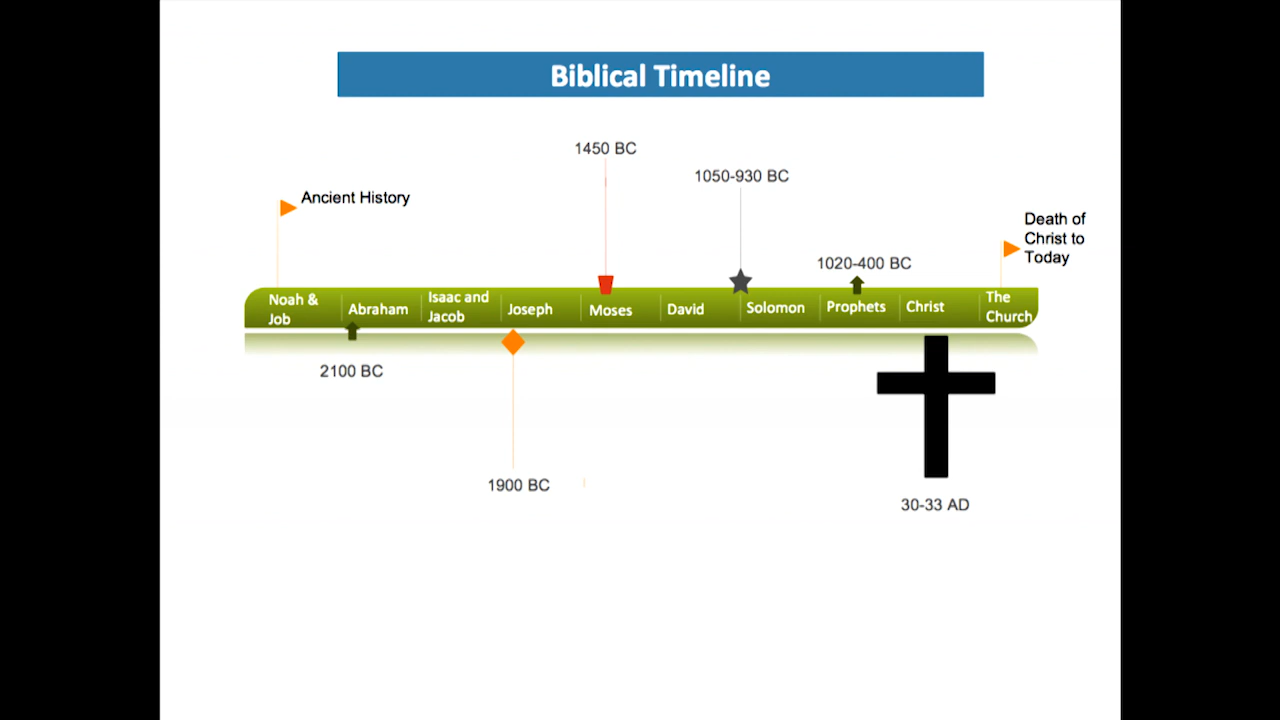 Biblical Timeline
1450 BC
1050-930 BC
Ancient History
Death of
Christ to
Today
1020-400 BC
Noah &
Job
Abraham
Isaac and
Jacob
Joseph
Moses
David
Solomon
Prophets
Christ
The
Church
2100 BC
1900 BC
30-33 AD